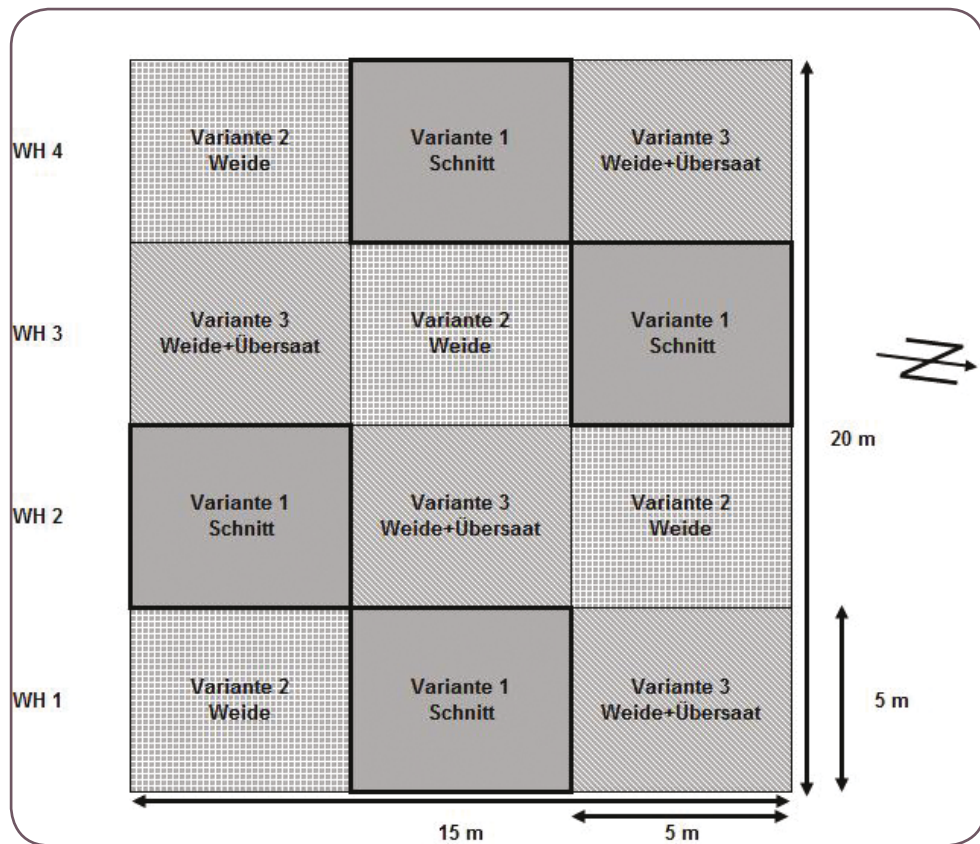 WH 4
Variante 2
Weide
Variante 1
Schnitt
Variante 3
Weide+Übersaat
WH 3
Variante 3
Weide+Übersaat
Variante 2
Weide
Variante 1
Schnitt
N
20 m
WH 2
Variante 1
Schnitt
Variante 3
Weide+Übersaat
Variante 2
Weide
WH 1
Variante 2
Weide
Variante 1
Schnitt
Variante 3
Weide+Übersaat
5 m
15 m
5 m